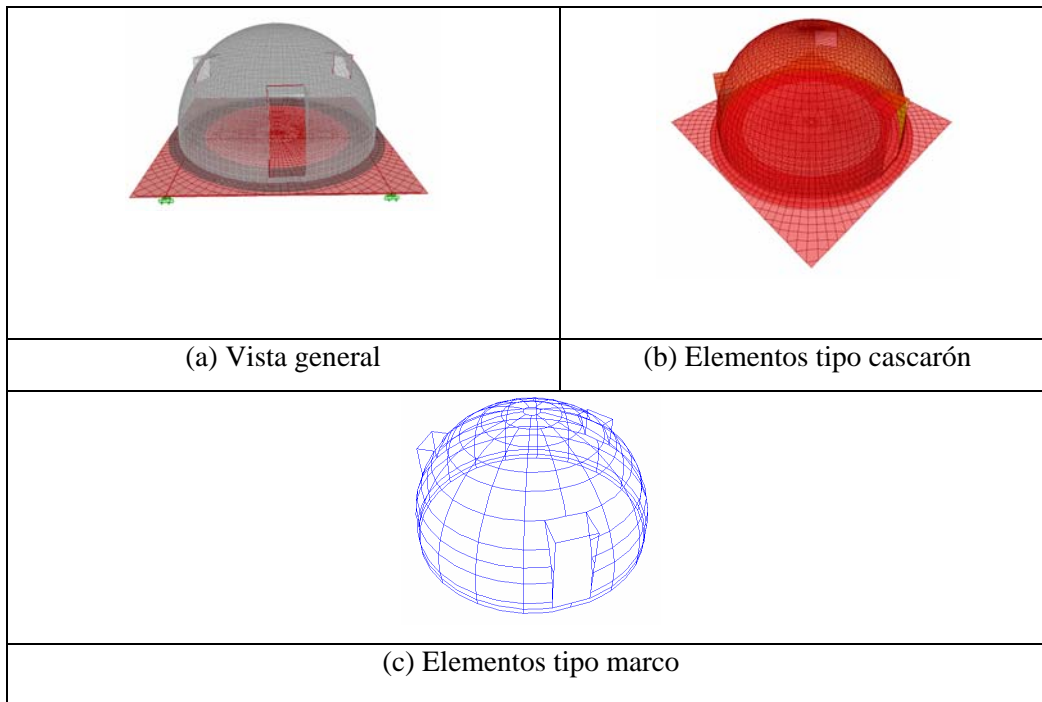 (a) Vista general
(b) Elementos tipo cascarón
(c) Elementos tipo marco